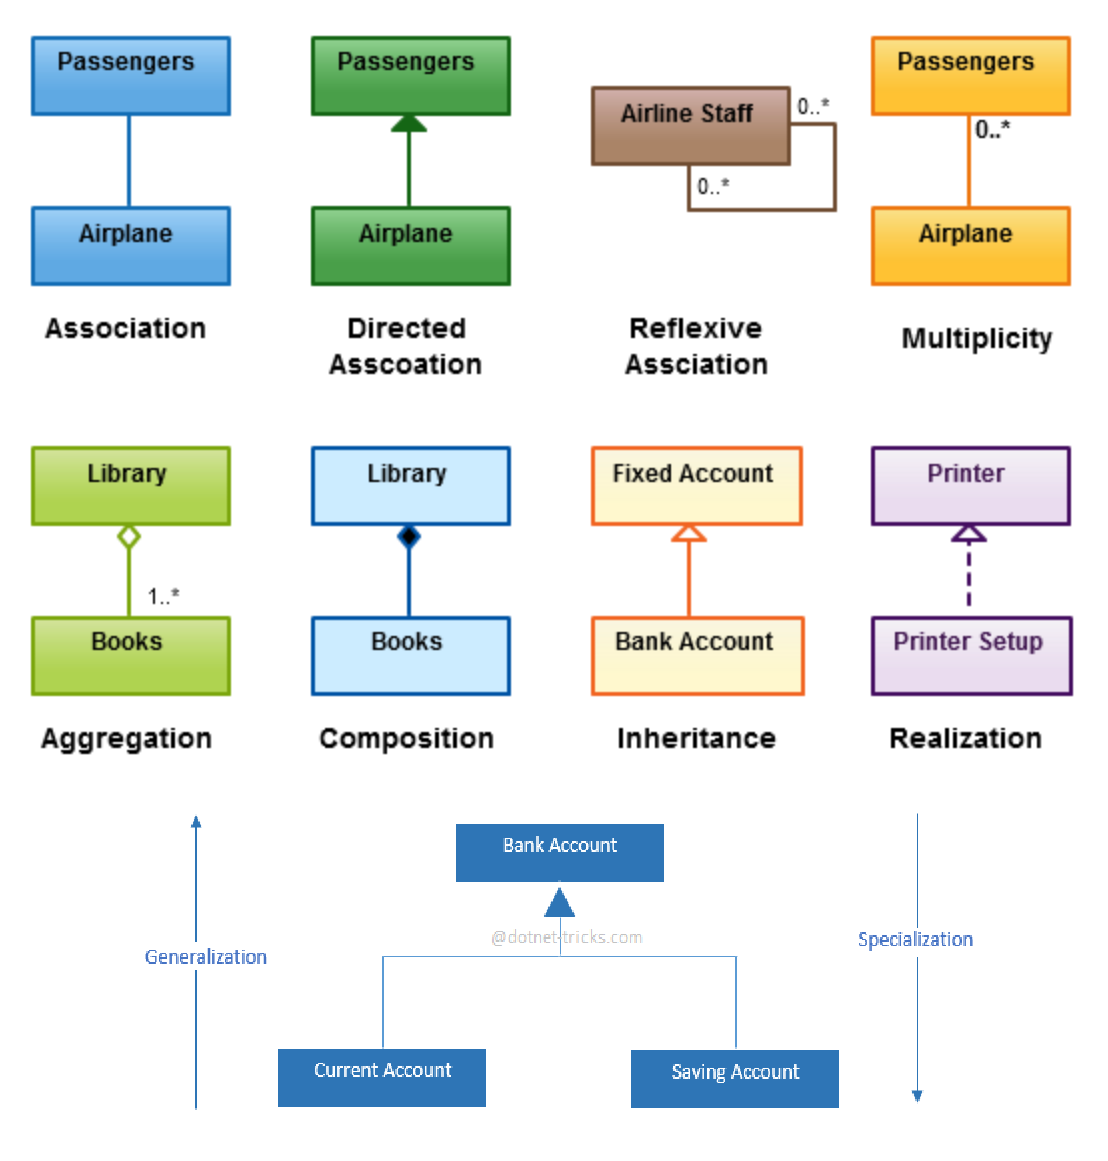 Passengers
Passengers
Airline Staff
0..*
0..*
Passengers
0..*
Airplane
Airplane
Airplane
Association
Directed
Asscoation
Reflexive
Assciation
Multiplicity
Library
Library
Fixed Account
Printer
1..*
Books
Books
Bank Account
Printer Setup
Aggregation
Composition
Inheritance
Realization
Bank Account
@dotnet-tricks.com
Generalization
Specialization
Current Account
Saving Account